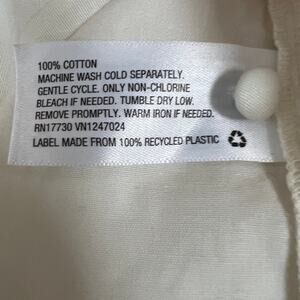 100% COTTON
MACHINE WASH COLD SEPARATELY.
GENTLE CYCLE. ONLY NON-CHLORINE
BLEACH IF NEEDED. TUMBLE DRY LOW.
REMOVE PROMPTLY. WARM IRON IF NEEDED.
RN17730 VN1247024
LABEL MADE FROM 100% RECYCLED PLASTIC